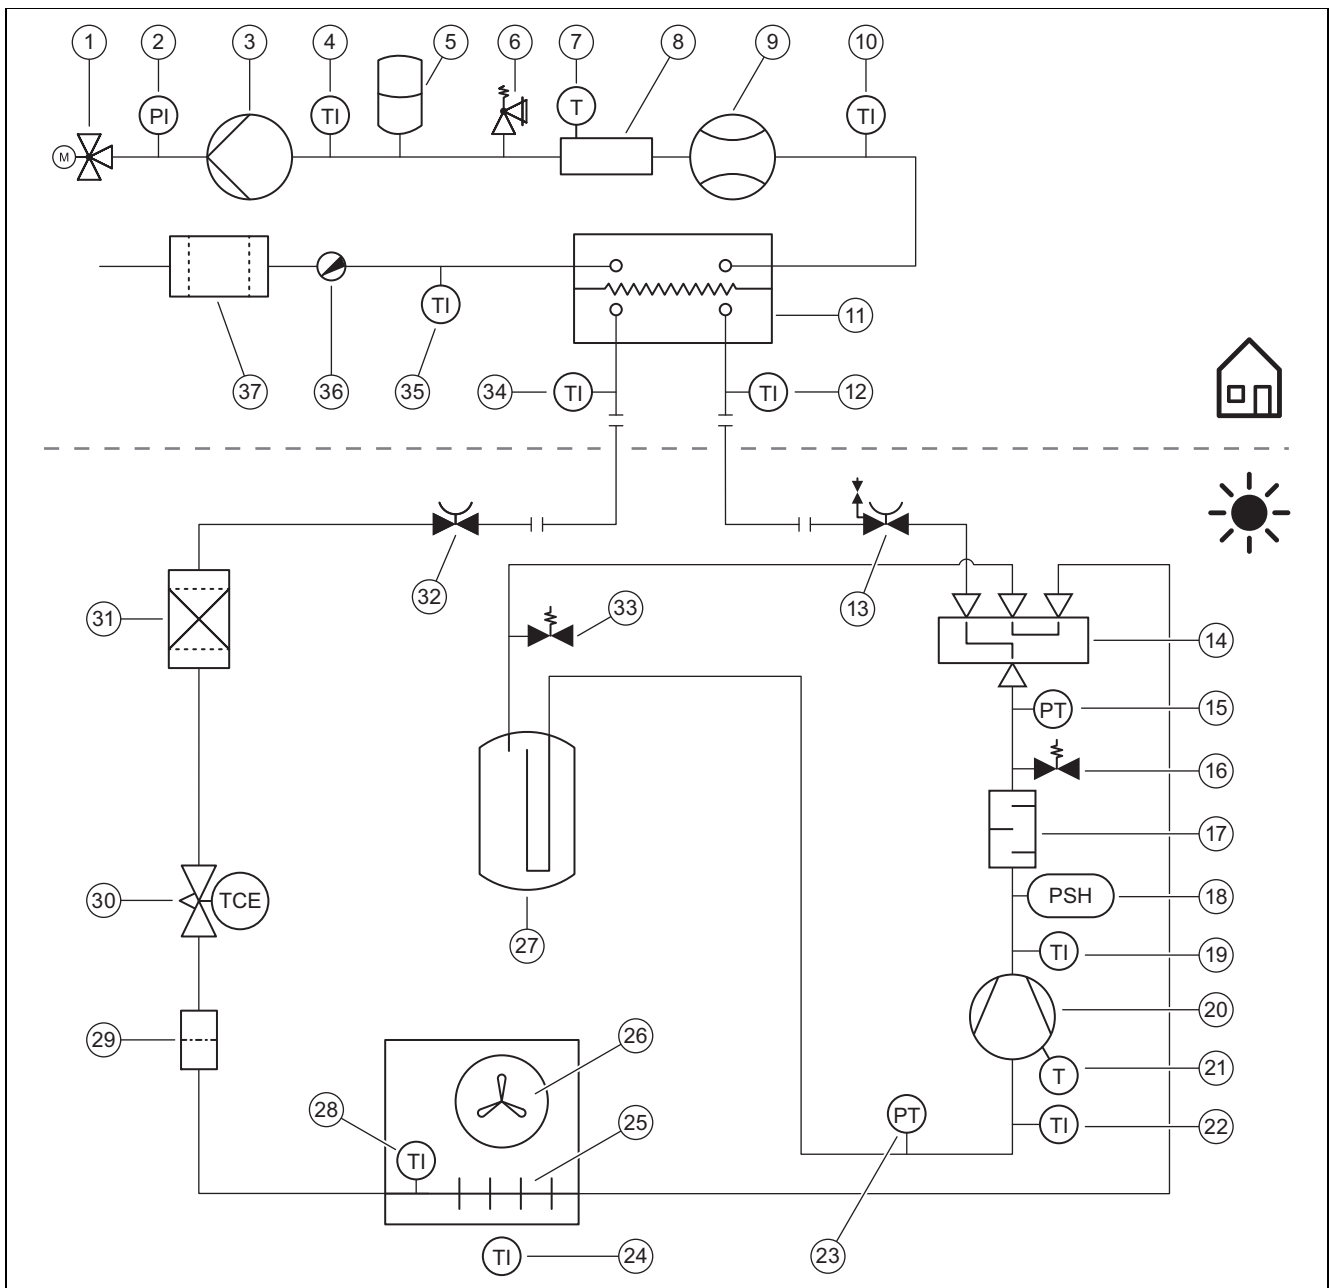 1 2 3 4 5 6 7 8 9 10
M PI TI T TI
TI 11
37 36 35 34 TI TI 12
32 33 13
31 14
PT 15
16
17
30 TCE PSH 18
27 TI 19
29 20
26 T 21
28 25 PT TI 22
TI
TI 24 23